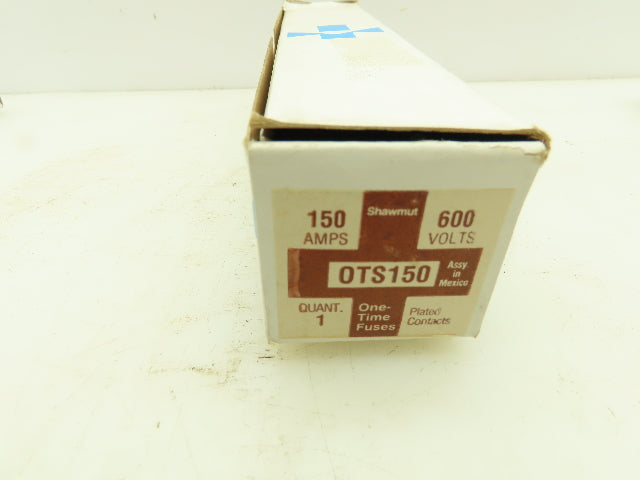 Shawmut
150
AMPS
600
VOLTS
OTS150
Assy
in
Mexico
QUANT.
1
One-
Time
Fuses
Plated
Contacts